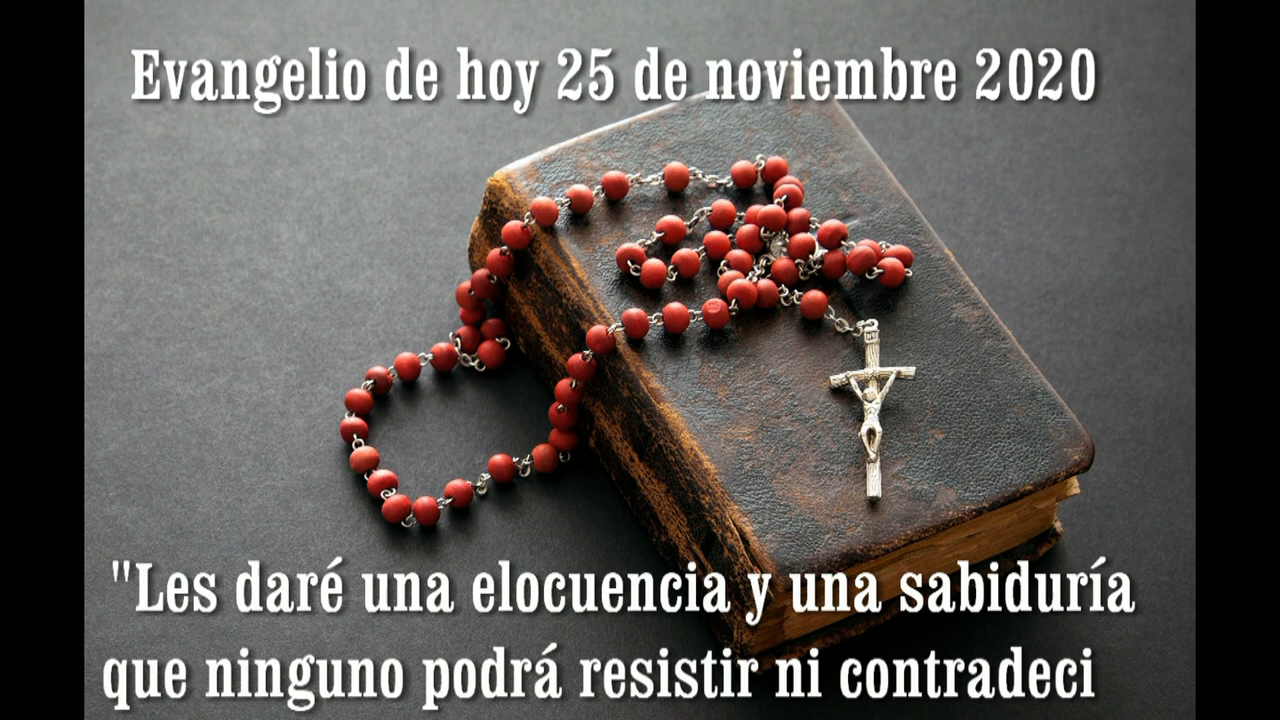 Evangelio de hoy 25 de noviembre 2020
"Les daré una elocuencia y una sabiduría
que ninguno podrá resistir ni contradeci